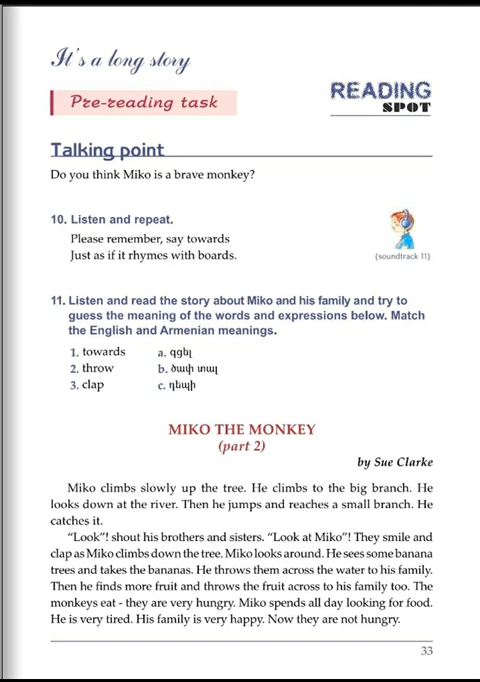 It's a long story
Pre-reading task
READING
SPOT
Talking point
Do you think Miko is a brave monkey?
10. Listen and repeat.
Please remember, say towards
Just as if it rhymes with boards.
(soundtrack 11)
11. Listen and read the story about Miko and his family and try to
guess the meaning of the words and expressions below. Match
the English and Armenian meanings.
1. towards a. գցել
2. throw b. ծափ տալ
3. clap c. դեպի
MIKO THE MONKEY
(part 2)
by Sue Clarke
Miko climbs slowly up the tree. He climbs to the big branch. He
looks down at the river. Then he jumps and reaches a small branch. He
catches it.
“Look”! shout his brothers and sisters. “Look at Miko”! They smile and
clap as Miko climbs down the tree. Miko looks around. He sees some banana
trees and takes the bananas. He throws them across the water to his family.
Then he finds more fruit and throws the fruit across to his family too. The
monkeys eat - they are very hungry. Miko spends all day looking for food.
He is very tired. His family is very happy. Now they are not hungry.
33